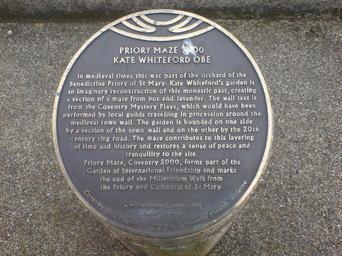 PRIORY MAZE 2000
KATE WHITEFORD OBE
In medieval times this was part of the orchard of the
Benedictine Priory of St Mary. Kate Whiteford's garden is
an imaginary reconstruction of this monastic past, creating
a section of a maze from box and lavender. The wall text is
from the Coventry Mystery Plays, which would have been
performed by local guilds travelling in procession around the
medieval town wall. The garden is bounded on one side
by a section of the town wall and on the other by the 20th
century ring road. The maze contributes to this layering
of time and history and restores a sense of peace and
tranquility to the site.
Priory Maze, Coventry 2000, forms part of the
Garden of International Friendship and marks
the end of the Millennium Walk from
the Priory and Cathedral of St Mary.
A Millennium Commission
Coventry
Initiative